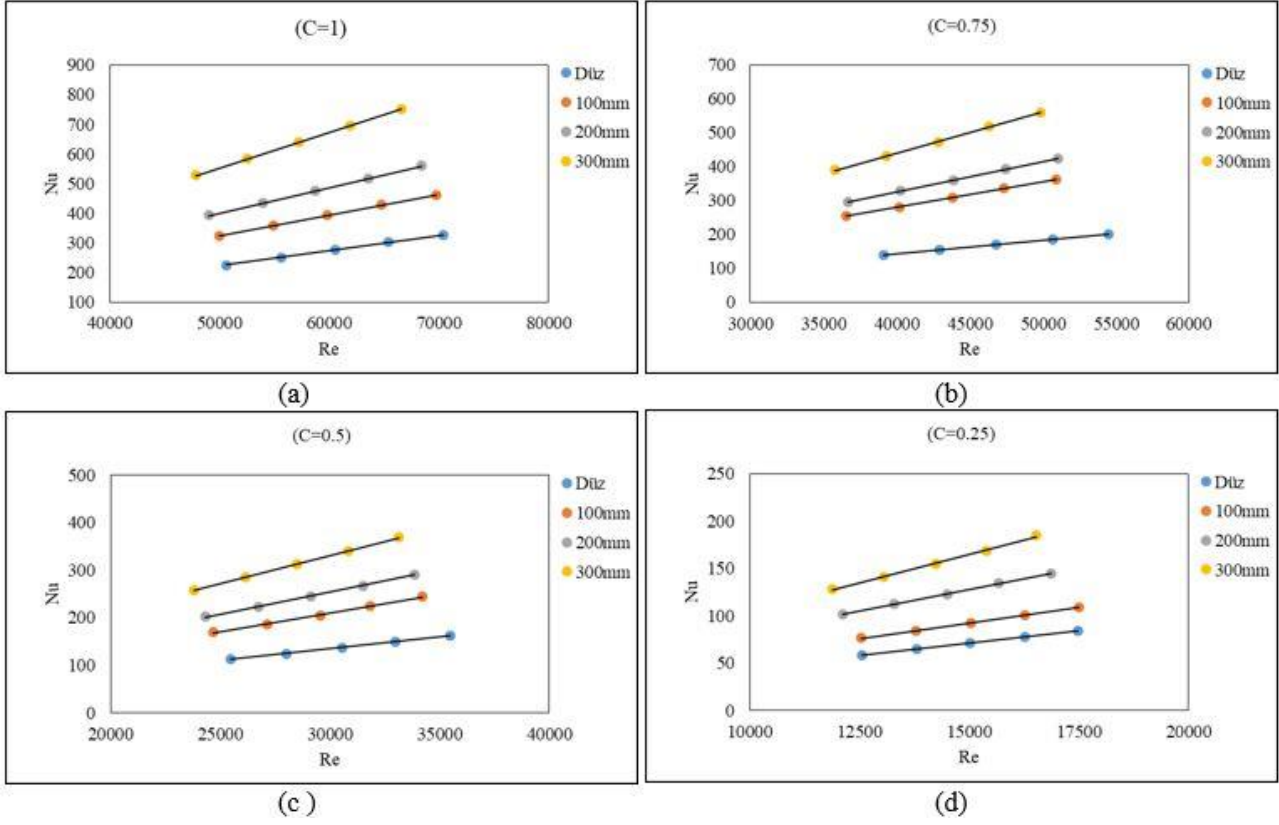 (C=1)
900
800
700
600
500
400
300
200
100
Nu
40000 50000 60000 70000 80000
Re
Düz
100mm
200mm
300mm
(a)
(C=0.75)
700
600
500
400
300
200
100
0
Nu
30000 35000 40000 45000 50000 55000 60000
Re
Düz
100mm
200mm
300mm
(b)
(C=0.5)
500
400
300
200
100
0
Nu
20000 25000 30000 35000 40000
Re
Düz
100mm
200mm
300mm
(c )
(C=0.25)
250
200
150
100
50
0
Nu
10000 12500 15000 17500 20000
Re
Düz
100mm
200mm
300mm
(d)